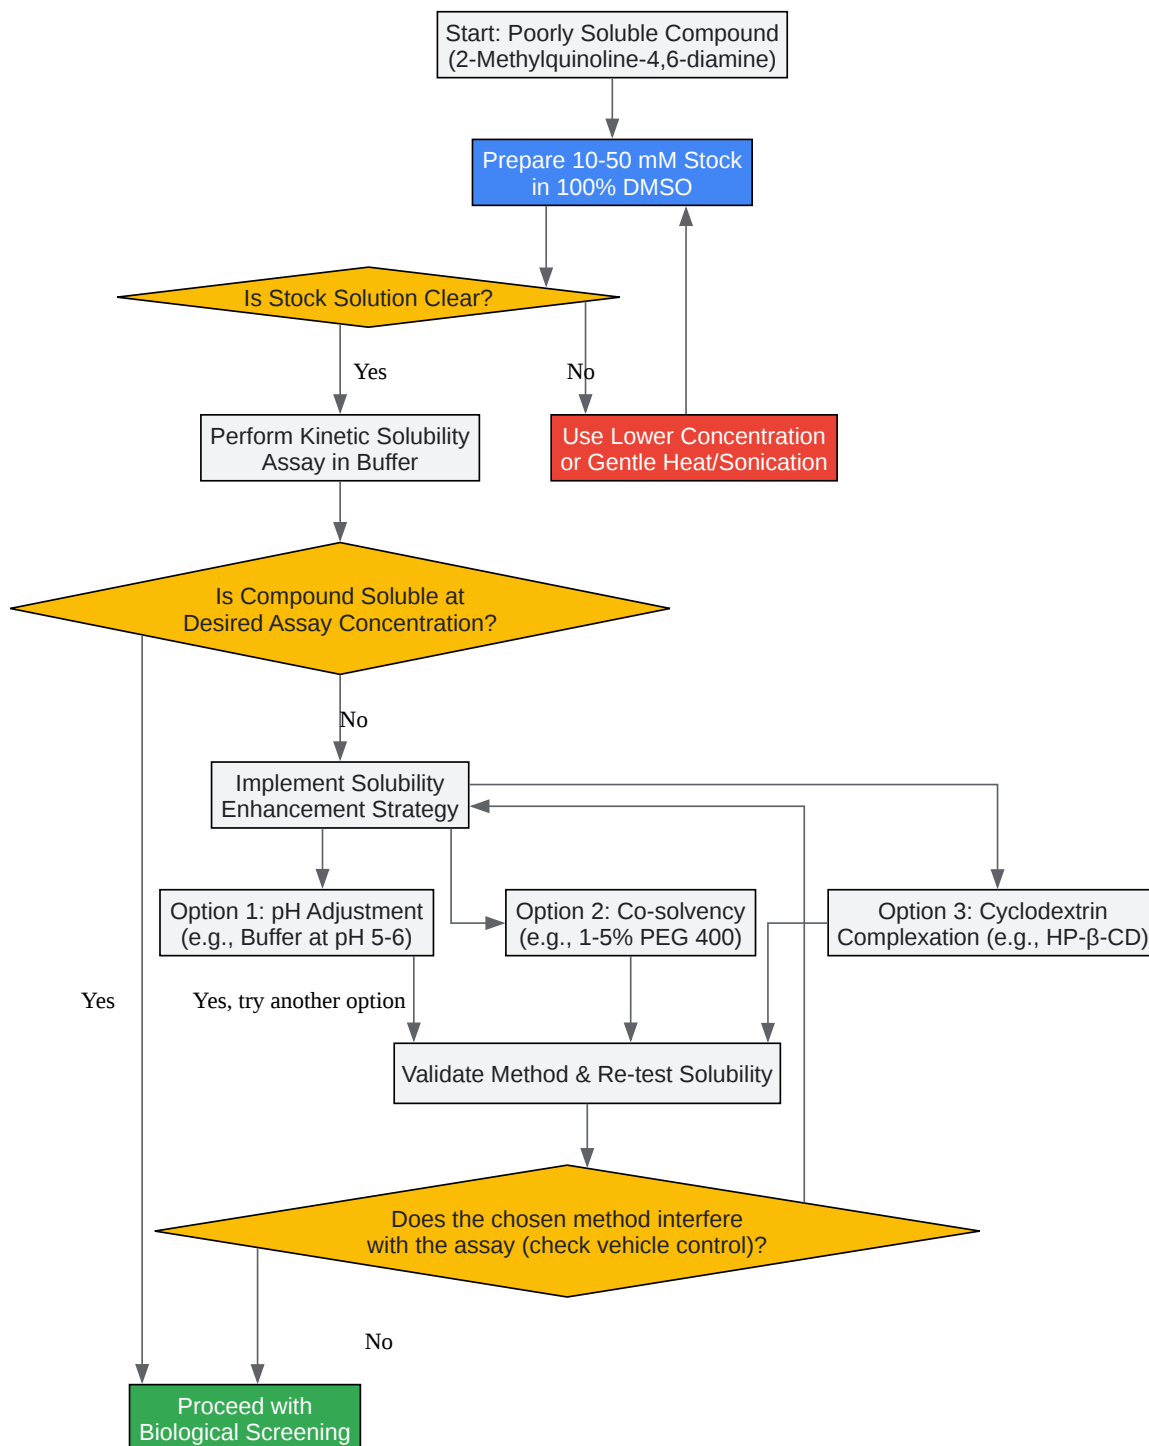 Start: Poorly Soluble Compound
(2-Methylquinoline-4,6-diamine)
Prepare 10-50 mM Stock
in 100% DMSO
Is Stock Solution Clear?
Yes
No
Perform Kinetic Solubility
Assay in Buffer
Use Lower Concentration
or Gentle Heat/Sonication
Is Compound Soluble at
Desired Assay Concentration?
No
Implement Solubility
Enhancement Strategy
Option 1: pH Adjustment
(e.g., Buffer at pH 5-6)
Option 2: Co-solvency
(e.g., 1-5% PEG 400)
Option 3: Cyclodextrin
Complexation (e.g., HP-β-CD)
Yes
Yes, try another option
Validate Method & Re-test Solubility
Does the chosen method interfere
with the assay (check vehicle control)?
No
Proceed with
Biological Screening